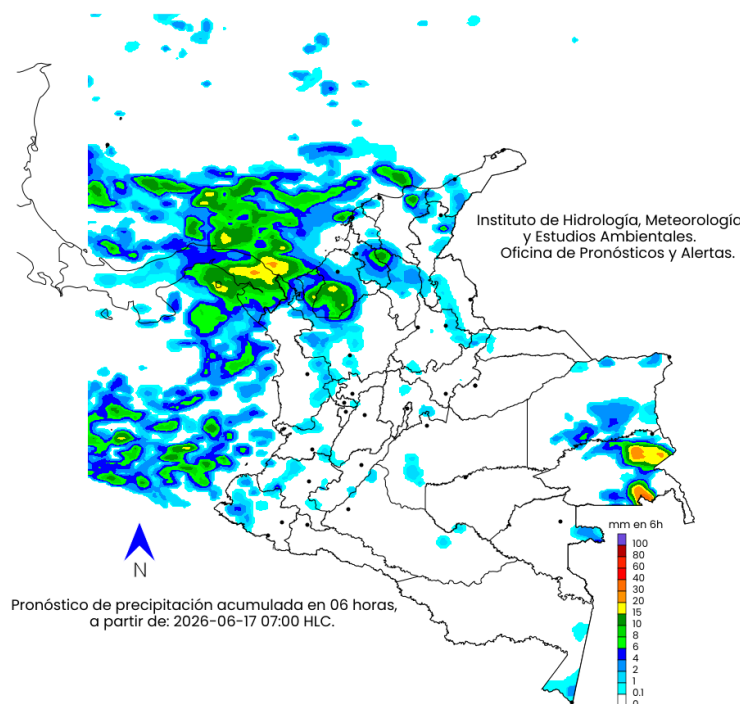 Instituto de Hidrología, Meteorología
y Estudios Ambientales.
Oficina de Pronósticos y Alertas.
mm en 6h
100
80
60
40
30
20
15
10
8
6
4
2
1
0.1
0
N
Pronóstico de precipitación acumulada en 06 horas,
a partir de: 2026-06-17 07:00 HLC.